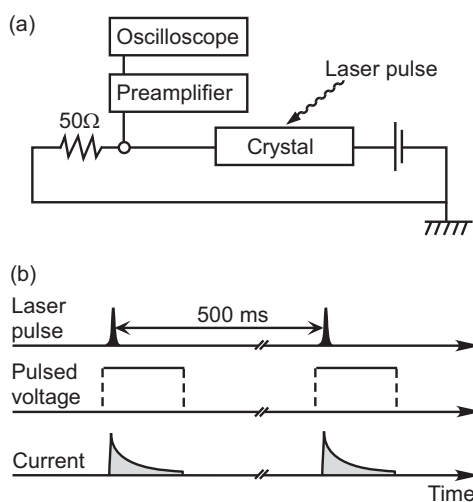 (a)
Oscilloscope
Preamplifier
Laser pulse
50Ω
Crystal
(b)
Laser
pulse
500 ms
Pulsed
voltage
Current
Time